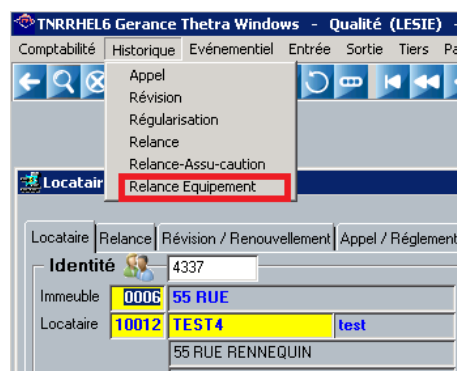 TNRRHEL6 Gerance Thetra Windows - Qualité (LESIE) -
Comptabilité Historique Evénementiel Entrée Sortie Tiers
Appel
Révision
Régularisation
Relance
Relance-Assu-caution
Relance Equipement
Locatair
Locataire Relance Révision / Renouvellement Appel / Réglement
Identité 4337
Immeuble 0006 55 RUE
Locataire 10012 TEST4 test
55 RUE RENNEQUIN